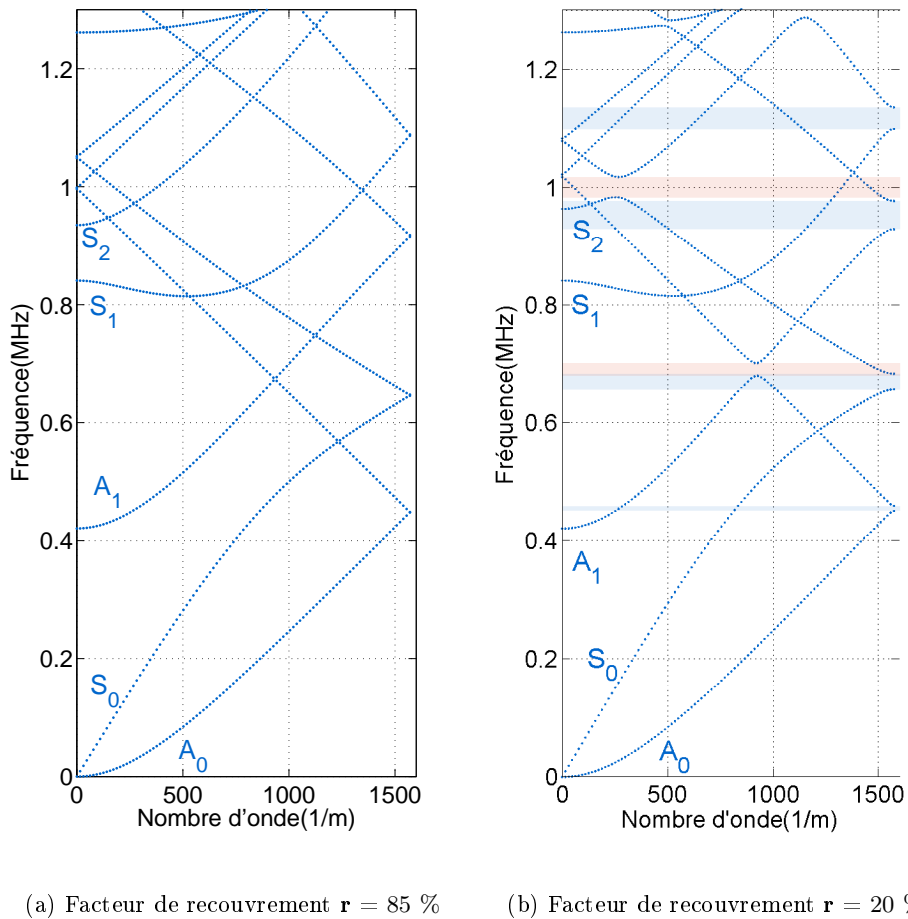 1.2
1
0.8
0.6
0.4
0.2
0
Fréquence(MHz)
S2
S1
A1
S0
A0
0 500 1000 1500
Nombre d'onde(1/m)
(a) Facteur de recouvrement r = 85 %
1.2
1
0.8
0.6
0.4
0.2
0
Fréquence(MHz)
S2
S1
A1
S0
A0
0 500 1000 1500
Nombre d'onde(1/m)
(b) Facteur de recouvrement r = 20 %